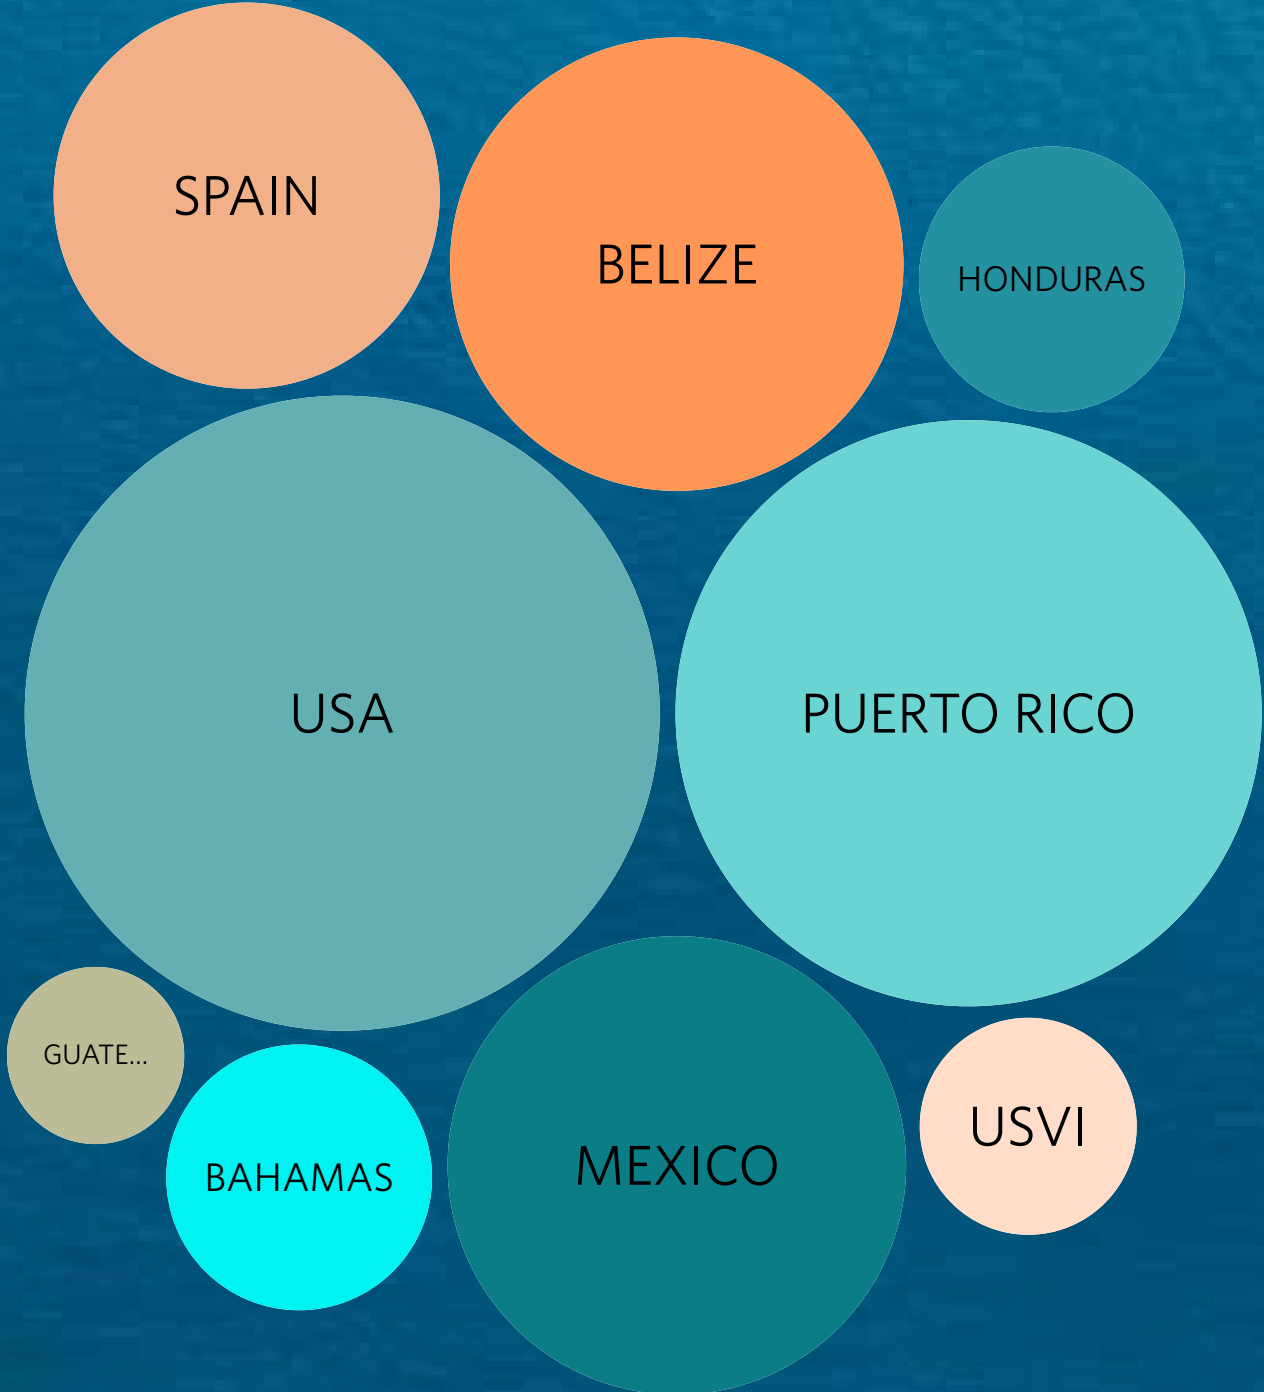 SPAIN
BELIZE
HONDURAS
USA
PUERTO RICO
GUATE...
BAHAMAS
MEXICO
USVI